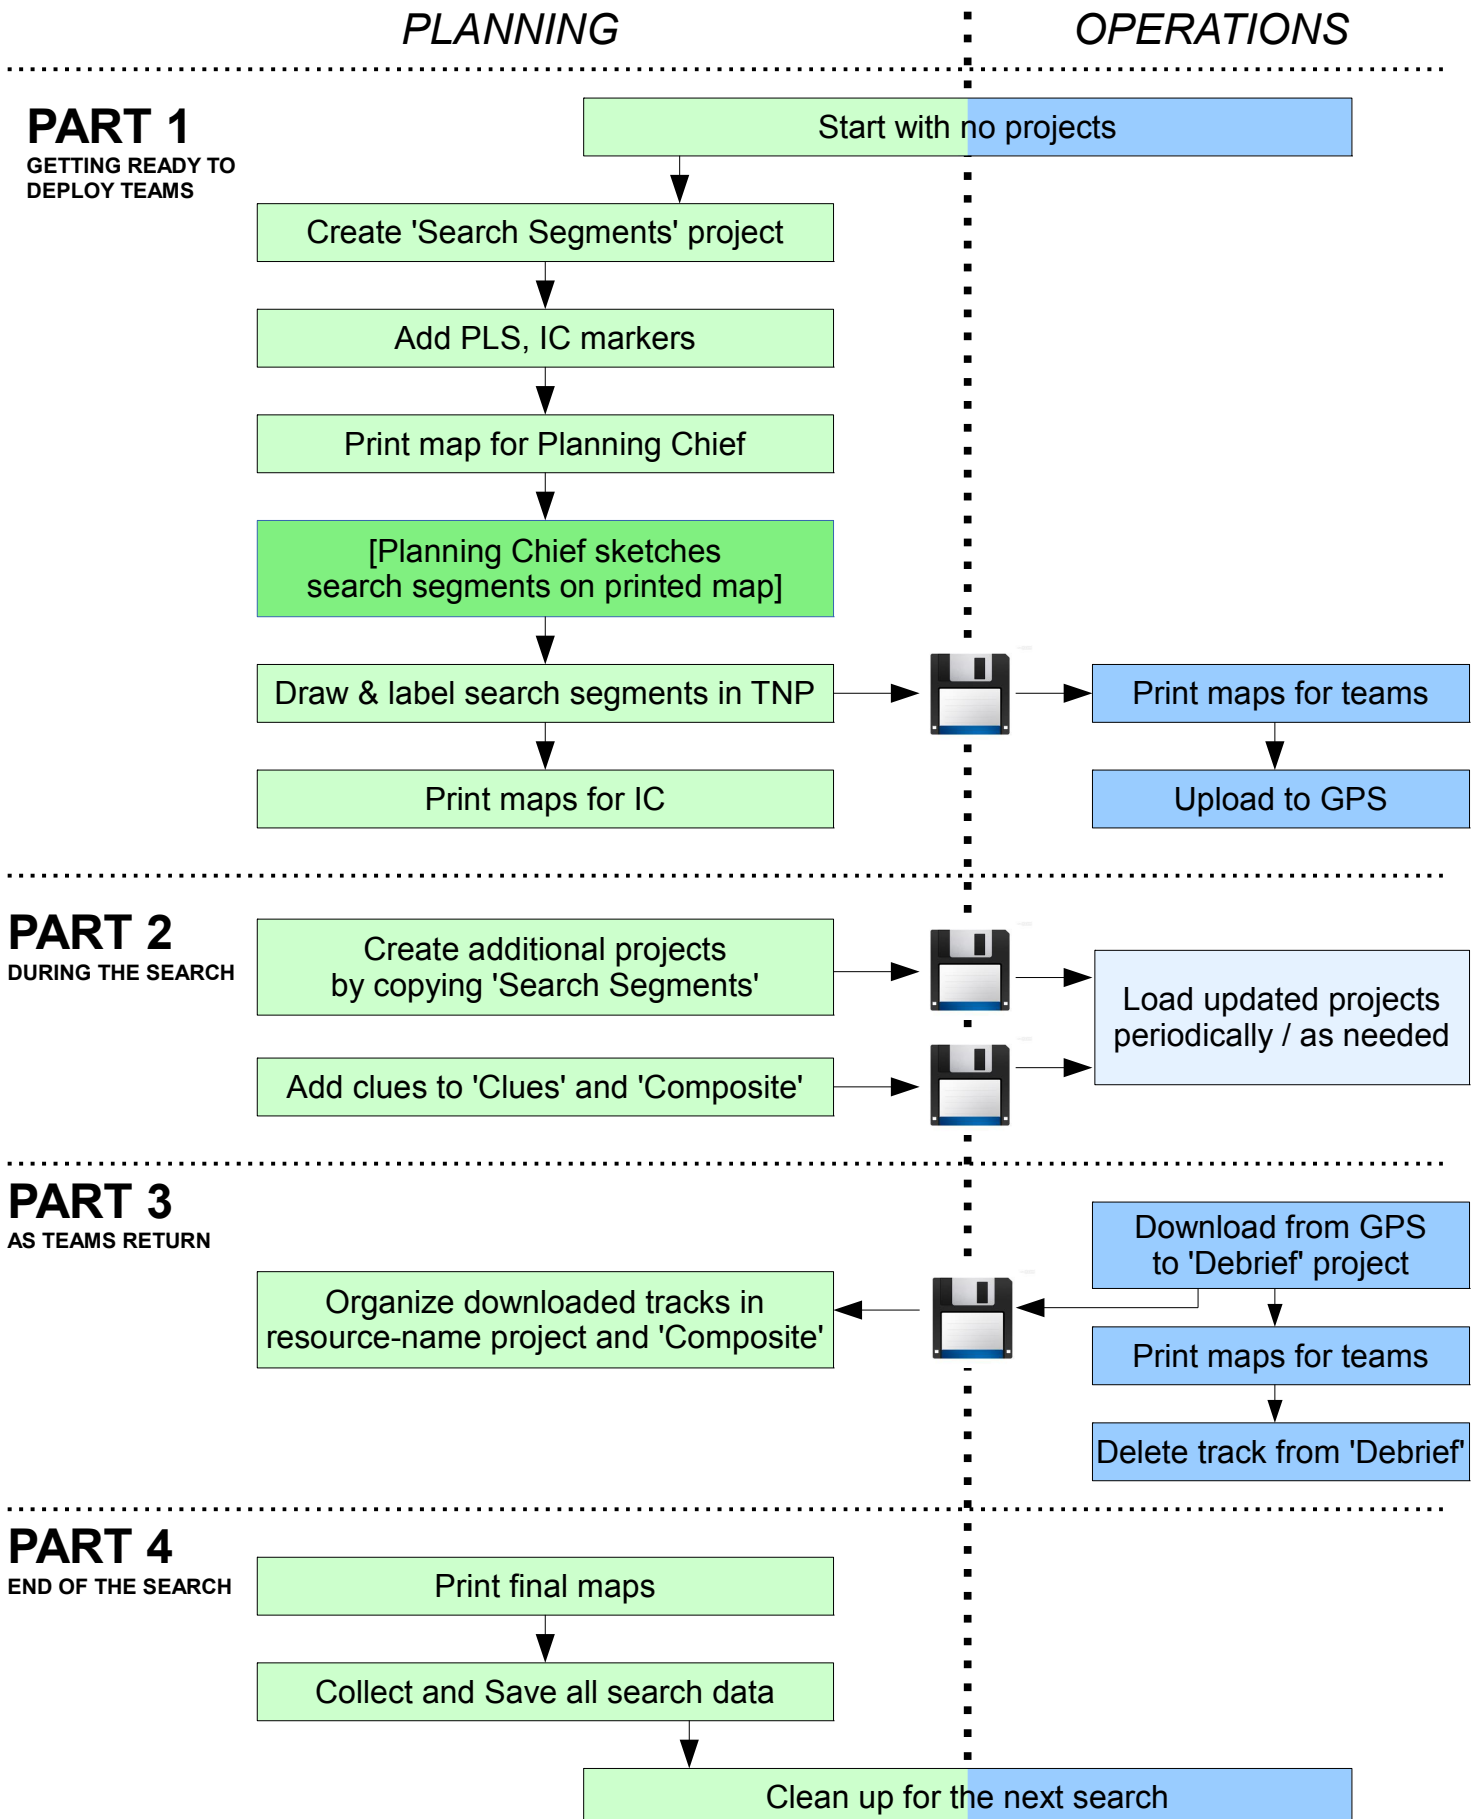 PLANNING
OPERATIONS
PART 1
GETTING READY TO
DEPLOY TEAMS
Start with no projects
Create 'Search Segments' project
Add PLS, IC markers
Print map for Planning Chief
[Planning Chief sketches
search segments on printed map]
Draw & label search segments in TNP
Print maps for teams
Print maps for IC
Upload to GPS
PART 2
DURING THE SEARCH
Create additional projects
by copying 'Search Segments'
Load updated projects
periodically / as needed
Add clues to 'Clues' and 'Composite'
PART 3
AS TEAMS RETURN
Download from GPS
to 'Debrief' project
Organize downloaded tracks in
resource-name project and 'Composite'
Print maps for teams
Delete track from 'Debrief'
PART 4
END OF THE SEARCH
Print final maps
Collect and Save all search data
Clean up for the next search